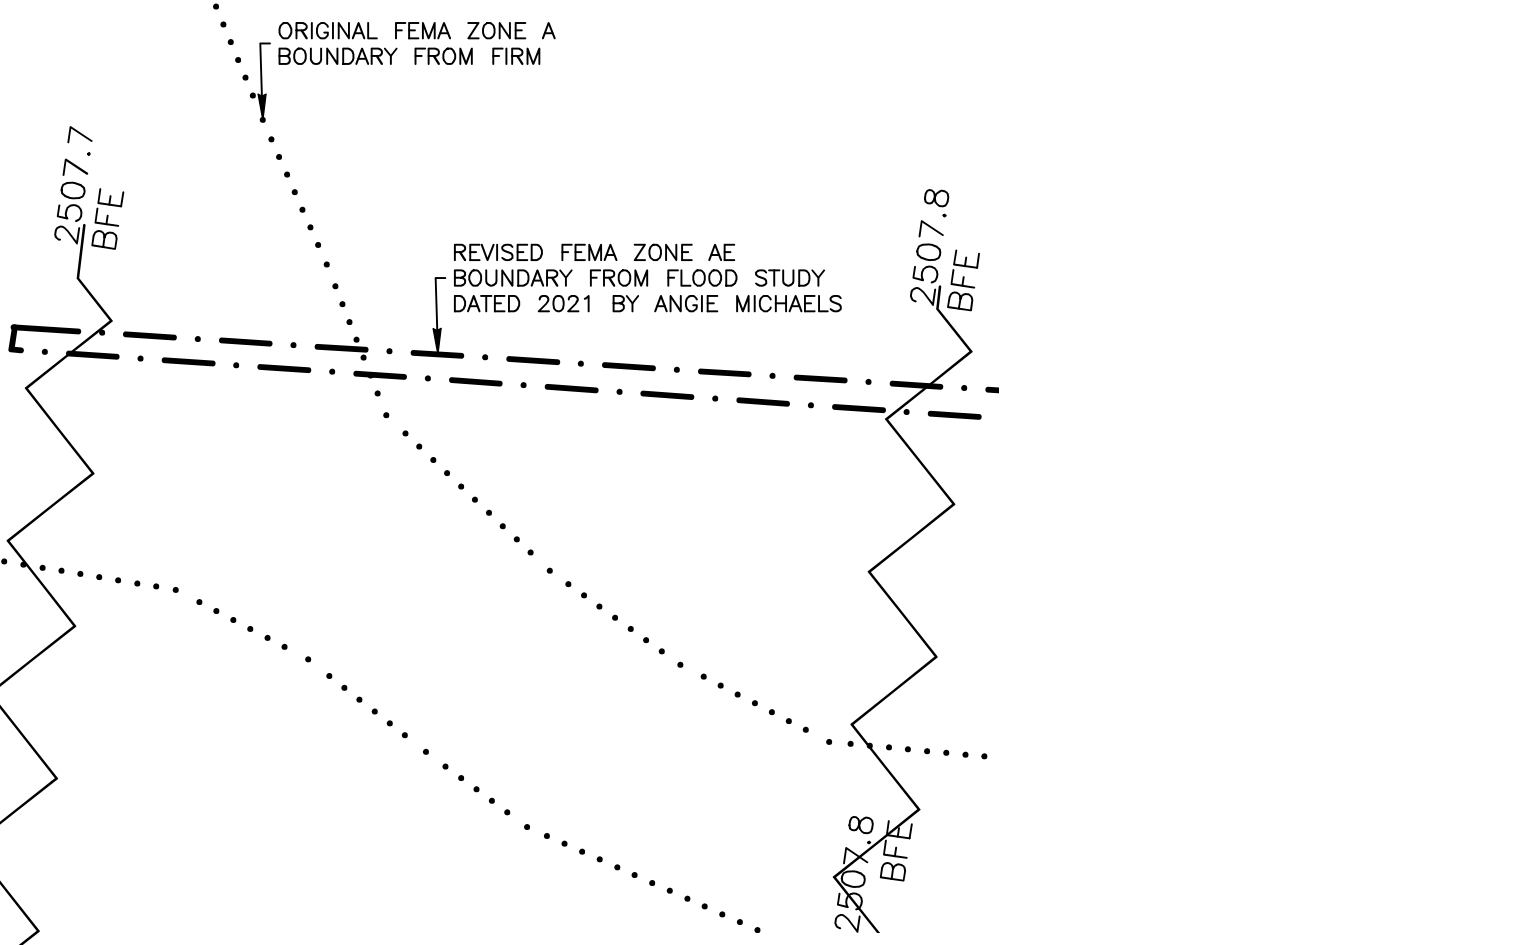 ORIGINAL FEMA ZONE A
BOUNDARY FROM FIRM
2507.7
BFE
2507.8
BFE
REVISED FEMA ZONE AE
BOUNDARY FROM FLOOD STUDY
DATED 2021 BY ANGIE MICHAELS
2507.8
BFE